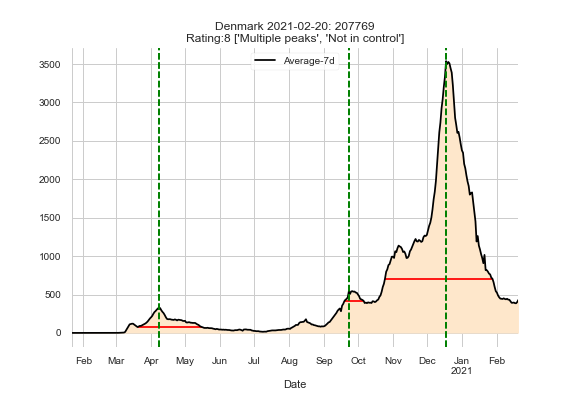 Denmark 2021-02-20: 207769
Rating:8 ['Multiple peaks', 'Not in control']
Average-7d
3500
3000
2500
2000
1500
1000
500
0
Feb Mar Apr May Jun Jul Aug Sep Oct Nov Dec Jan Feb
2021
Date